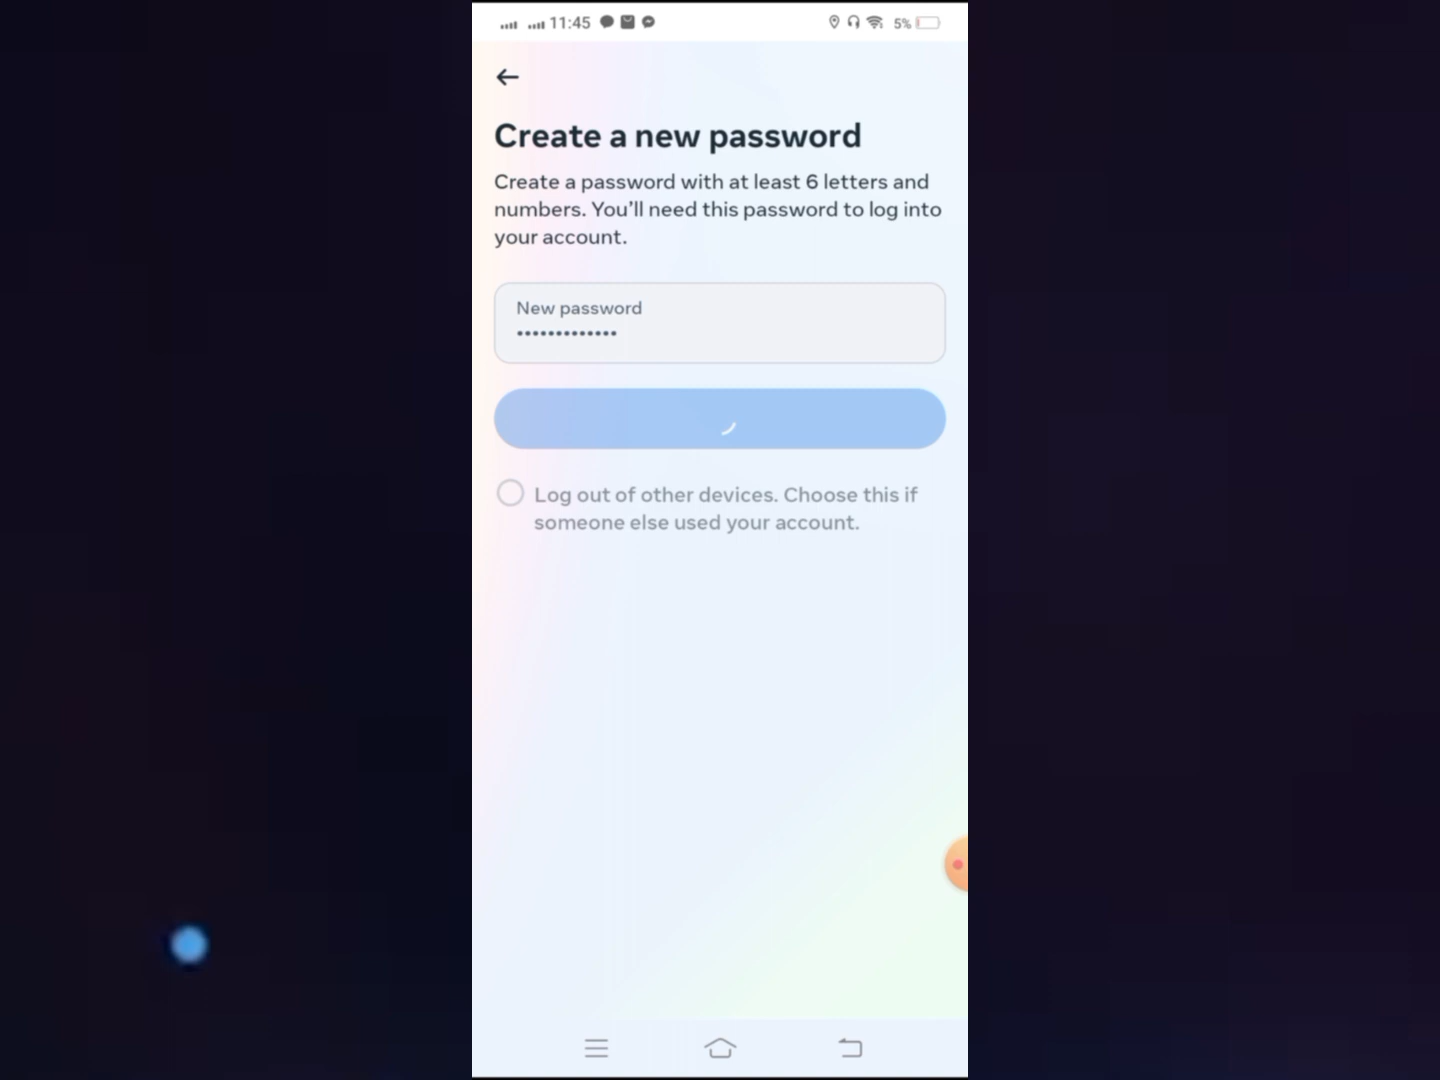 11:45
5%
Create a new password
Create a password with at least 6 letters and
numbers. You’ll need this password to log into
your account.
New password
•••••••••••••
Log out of other devices. Choose this if
someone else used your account.